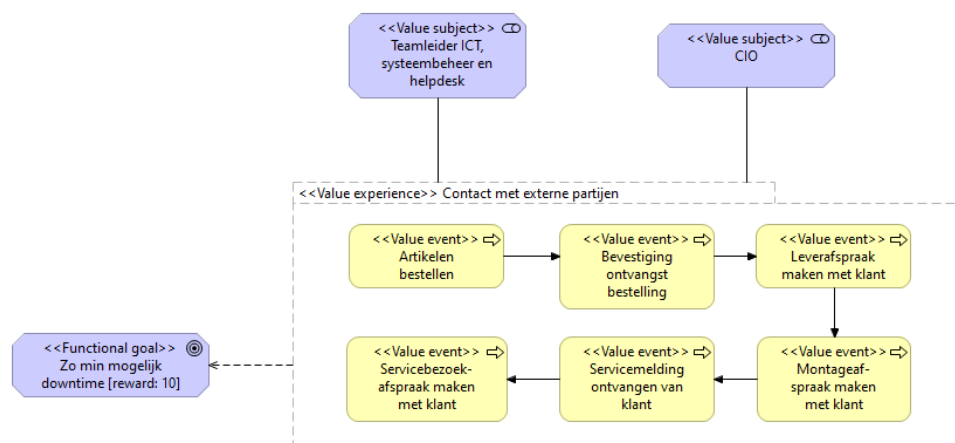 <<Value subject>>
Teamleider ICT,
systeembeheer en
helpdesk
<<Value subject>>
CIO
<<Value experience>> Contact met externe partijen
<<Value event>>
Artikelen
bestellen
<<Value event>>
Bevestiging
ontvangst
bestelling
<<Value event>>
Leverafspraak
maken met klant
<<Functional goal>>
Zo min mogelijk
downtime [reward: 10]
<<Value event>>
Servicebezoek-
afspraak maken
met klant
<<Value event>>
Servicemelding
ontvangen van
klant
<<Value event>>
Montageaf-
spraak maken
met klant